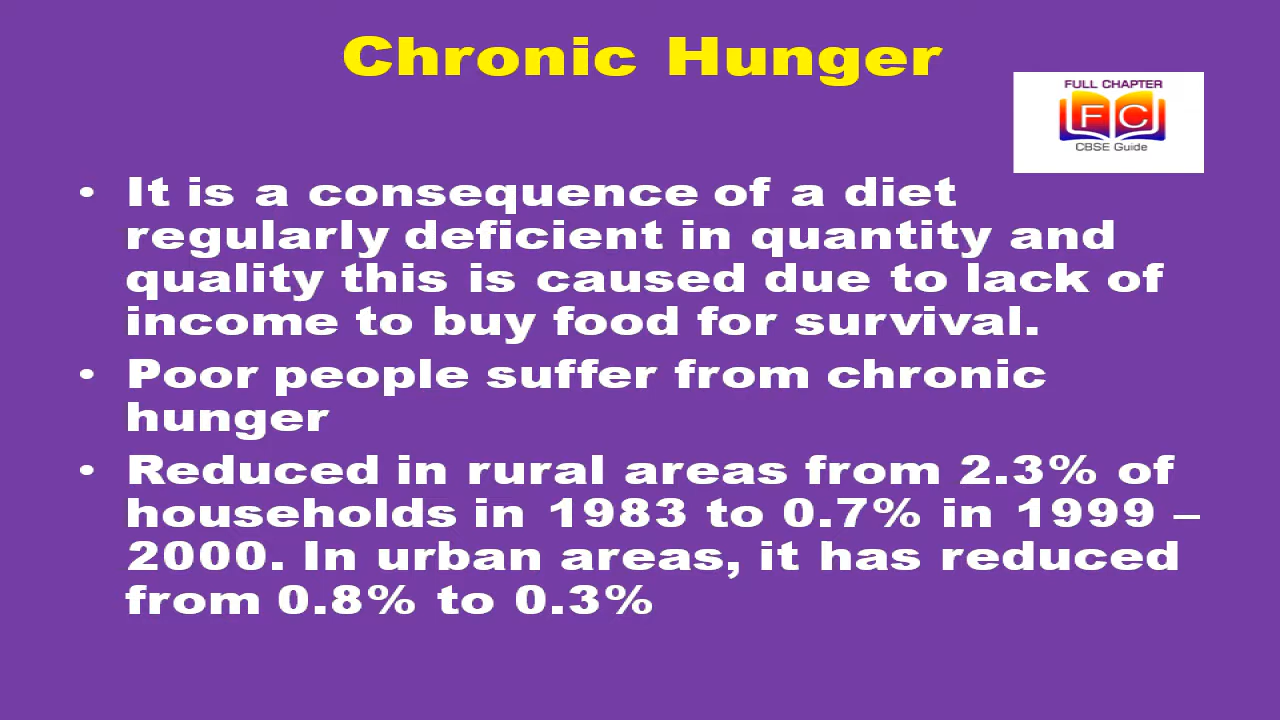 Chronic Hunger
FULL CHAPTER
FC
CBSE Guide
• It is a consequence of a diet
regularly deficient in quantity and
quality this is caused due to lack of
income to buy food for survival.
• Poor people suffer from chronic
hunger
• Reduced in rural areas from 2.3% of
households in 1983 to 0.7% in 1999 –
2000. In urban areas, it has reduced
from 0.8% to 0.3%